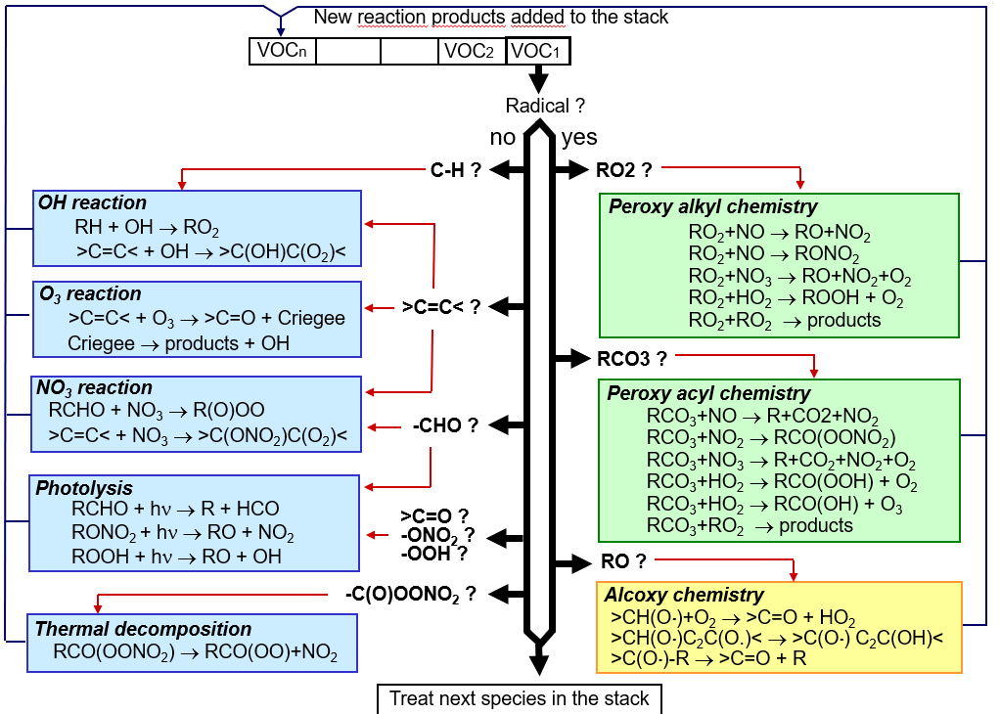 New reaction products added to the stack
VOCn VOC2 VOC1
Radical ?
no yes
C-H ?
RO2 ?
OH reaction
RH + OH → RO₂
>C=C< + OH → >C(OH)C(O₂)<
Peroxy alkyl chemistry
RO₂+NO → RO+NO₂
RO₂+NO → RONO₂
RO₂+NO₃ → RO+NO₂+O₂
RO₂+HO₂ → ROOH + O₂
RO₂+RO₂ → products
O₃ reaction
>C=C< + O₃ → >C=O + Criegee
Criegee → products + OH
>C=C< ?
RCO3 ?
NO₃ reaction
RCHO + NO₃ → R(O)OO
>C=C< + NO₃ → >C(ONO₂)C(O₂)<
-CHO ?
Peroxy acyl chemistry
RCO₃+NO → R+CO2+NO₂
RCO₃+NO₂ → RCO(OONO₂)
RCO₃+NO₃ → R+CO₂+NO₂+O₂
RCO₃+HO₂ → RCO(OOH) + O₂
RCO₃+HO₂ → RCO(OH) + O₃
RCO₃+RO₂ → products
Photolysis
RCHO + hν → R + HCO
RONO₂ + hν → RO + NO₂
ROOH + hν → RO + OH
>C=O ?
-ONO₂ ?
-OOH ?
RO ?
-C(O)OONO₂ ?
Thermal decomposition
RCO(OONO₂) → RCO(OO)+NO₂
Alcoxy chemistry
>CH(O·)+O₂ → >C=O + HO₂
>CH(O·)C₂C(O.)< → >C(O·) C₂C(OH)<
>C(O·)-R → >C=O + R
Treat next species in the stack